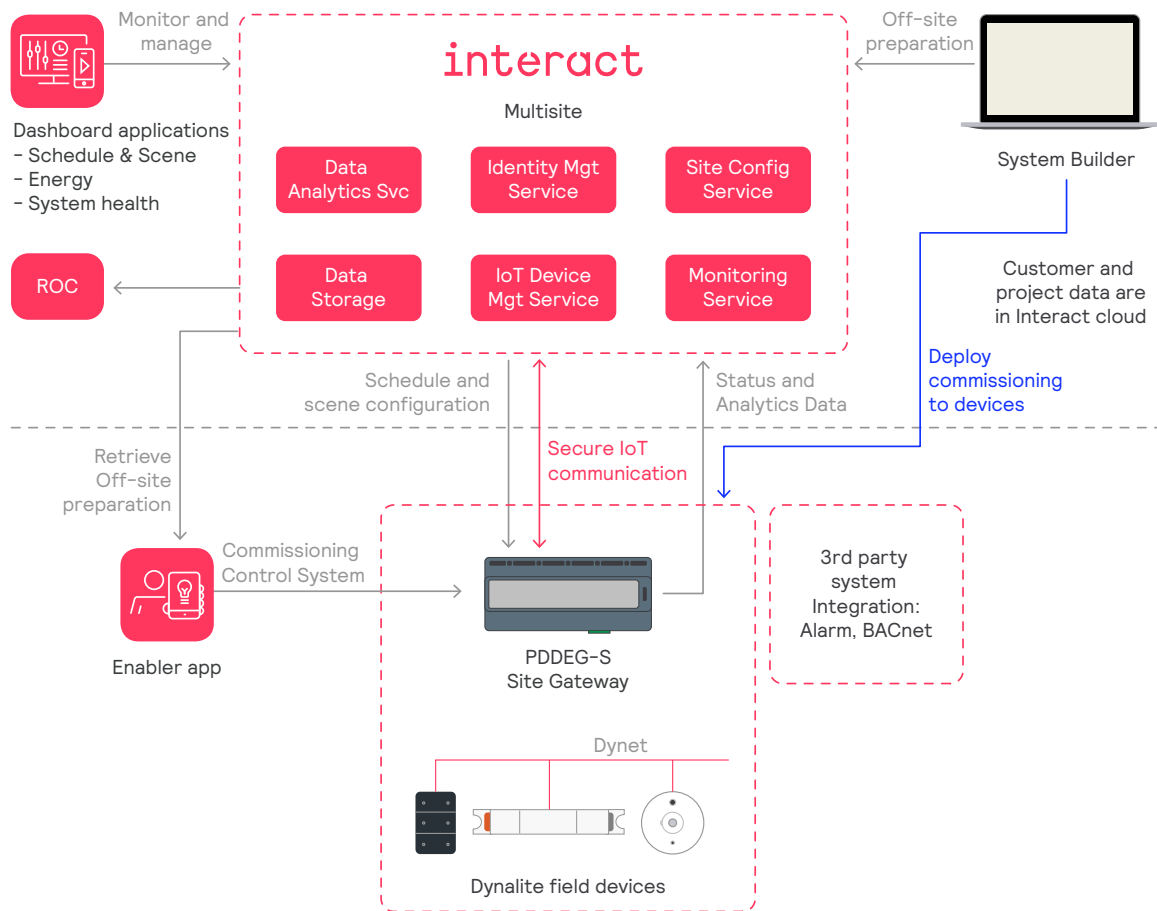 Monitor and
manage
Off-site
preparation
interact
Multisite
Dashboard applications
- Schedule & Scene
- Energy
- System health
System Builder
Data
Analytics Svc
Identity Mgt
Service
Site Config
Service
ROC
Data
Storage
IoT Device
Mgt Service
Monitoring
Service
Customer and
project data are
in Interact cloud
Schedule and
scene configuration
Status and
Analytics Data
Deploy
commissioning
to devices
Retrieve
Off-site
preparation
Secure IoT
communication
Commissioning
Control System
Enabler app
PDDEG-S
Site Gateway
3rd party
system
Integration:
Alarm, BACnet
Dynet
Dynalite field devices